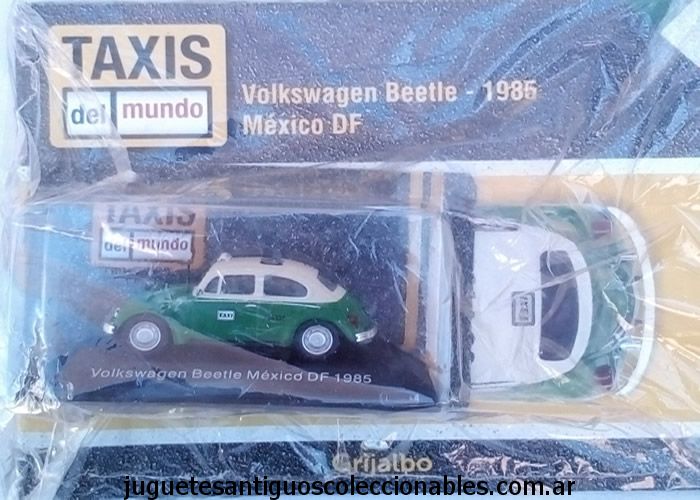 TAXIS
del mundo
Volkswagen Beetle - 1985
México DF
TAXIS
del mundo
TAXI
Volkswagen Beetle México DF 1985
TAXI
Grijalbo
juguetesantiguoscoleccionables.com.ar